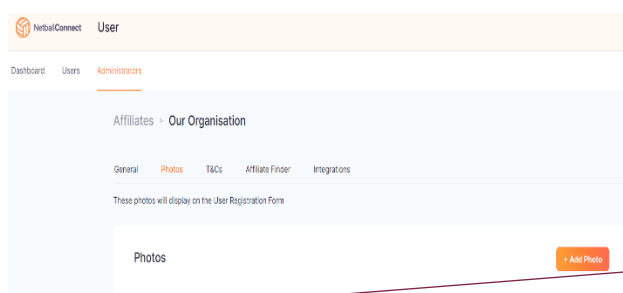 NetballConnect User
Dashboard Users Administrators
Affiliates > Our Organisation
General Photos T&Cs Affiliate Finder Integrations
These photos will display on the User Registration Form
Photos + Add Photo